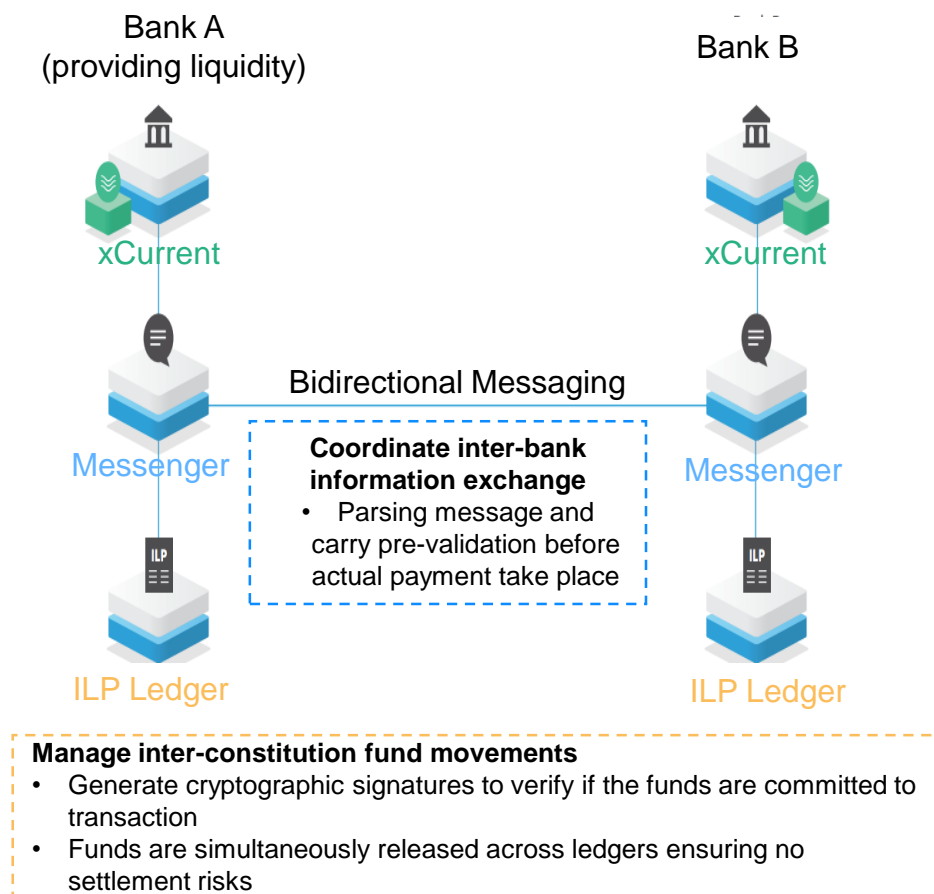 Bank A
(providing liquidity)
Bank B
xCurrent
xCurrent
Bidirectional Messaging
Messenger
Messenger
Coordinate inter-bank
information exchange
• Parsing message and
carry pre-validation before
actual payment take place
ILP
ILP
ILP Ledger
ILP Ledger
Manage inter-constitution fund movements
• Generate cryptographic signatures to verify if the funds are committed to
transaction
• Funds are simultaneously released across ledgers ensuring no
settlement risks